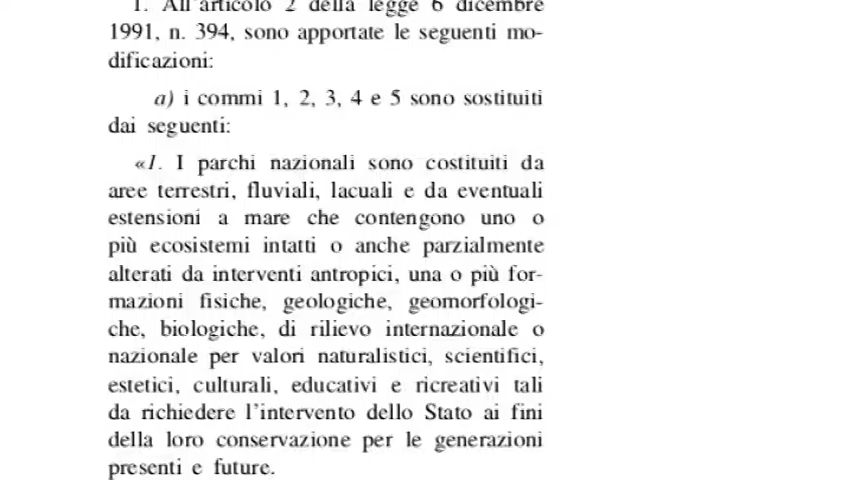 1. All'articolo 2 della legge 6 dicembre
1991, n. 394, sono apportate le seguenti mo-
dificazioni:
a) i commi 1, 2, 3, 4 e 5 sono sostituiti
dai seguenti:
«1. I parchi nazionali sono costituiti da
aree terrestri, fluviali, lacuali e da eventuali
estensioni a mare che contengono uno o
più ecosistemi intatti o anche parzialmente
alterati da interventi antropici, una o più for-
mazioni fisiche, geologiche, geomorfologi-
che, biologiche, di rilievo internazionale o
nazionale per valori naturalistici, scientifici,
estetici, culturali, educativi e ricreativi tali
da richiedere l'intervento dello Stato ai fini
della loro conservazione per le generazioni
presenti e future.